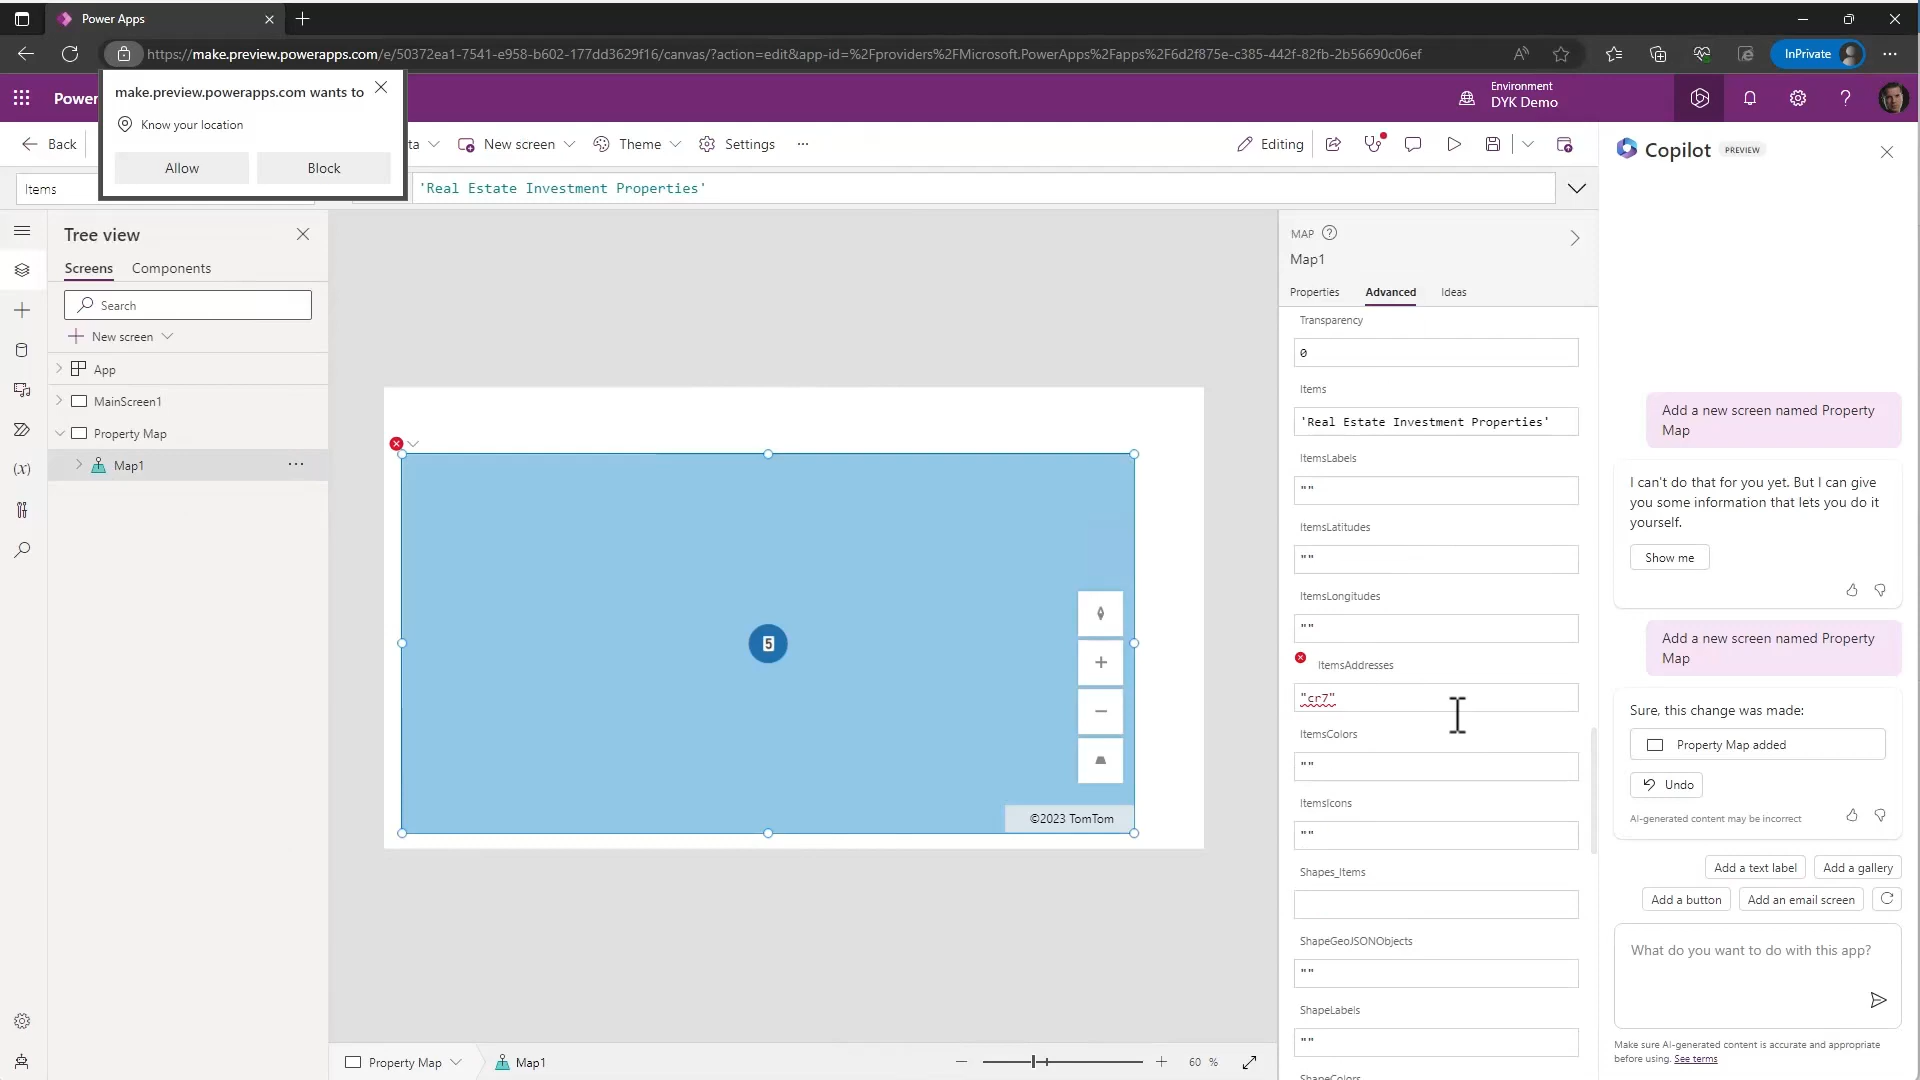 Power Apps
https://make.preview.powerapps.com/e/50372ea1-7541-e958-b602-177dd3629f16/canvas/?action=edit&app-id=%2Fproviders%2FMicrosoft.PowerApps%2Fapps%2F6d2f875e-c385-442f-82fb-2b56690c06ef
InPrivate
make.preview.powerapps.com wants to
Know your location
Allow
Block
Power
Environment
DYK Demo
Back
ta
New screen
Theme
Settings
Editing
Items
'Real Estate Investment Properties'
Tree view
Screens
Components
Search
New screen
App
MainScreen1
Property Map
Map1
5
©2023 TomTom
Property Map
Map1
60 %
MAP
Map1
Properties
Advanced
Ideas
Transparency
0
Items
'Real Estate Investment Properties'
ItemsLabels
""
ItemsLatitudes
""
ItemsLongitudes
""
ItemsAddresses
"cr7"
ItemsColors
""
ItemsIcons
""
Shapes_Items
ShapeGeoJSONObjects
""
ShapeLabels
""
ShapeColors
Copilot PREVIEW
Add a new screen named Property
Map
I can't do that for you yet. But I can give
you some information that lets you do it
yourself.
Show me
Add a new screen named Property
Map
Sure, this change was made:
Property Map added
Undo
AI-generated content may be incorrect
Add a text label
Add a gallery
Add a button
Add an email screen
What do you want to do with this app?
Make sure AI-generated content is accurate and appropriate
before using. See terms